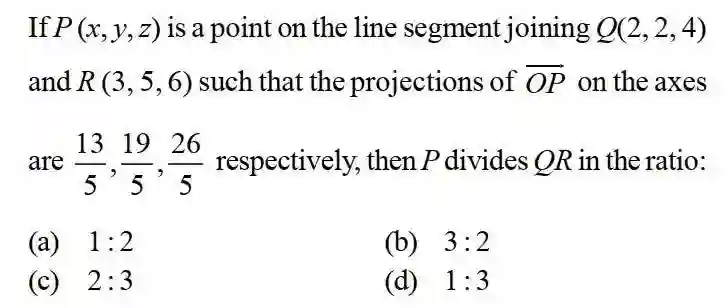 If P (x, y, z) is a point on the line segment joining Q(2, 2, 4)
and R (3, 5, 6) such that the projections of $\overrightarrow{OP}$ on the axes
are $\frac{13}{5}, \frac{19}{5}, \frac{26}{5}$ respectively, then P divides QR in the ratio:
(a) 1 : 2 (b) 3 : 2
(c) 2 : 3 (d) 1 : 3